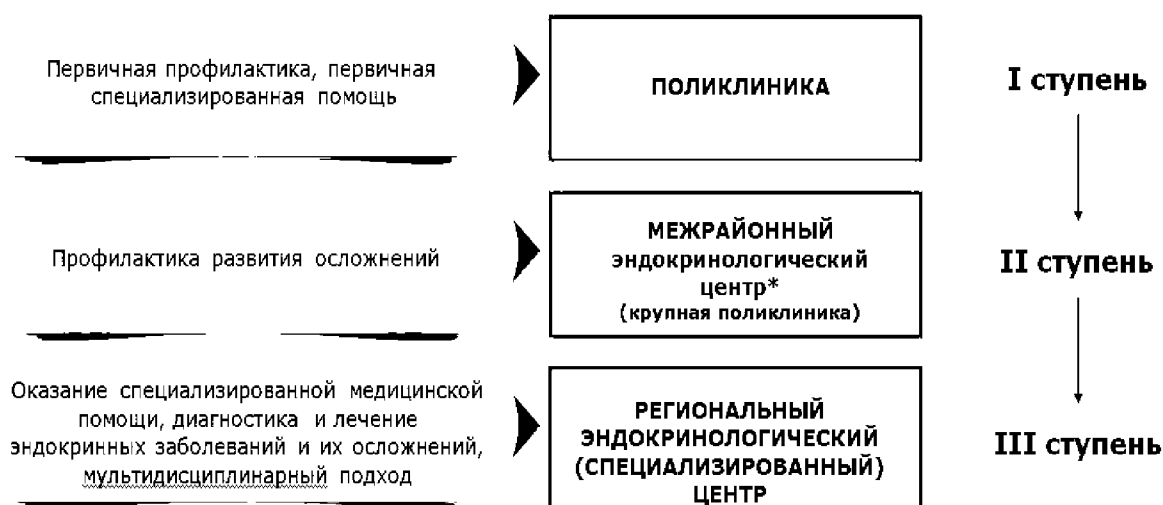 Первичная профилактика, первичная
специализированная помощь
ПОЛИКЛИНИКА
I ступень
Профилактика развития осложнений
МЕЖРАЙОННЫЙ
эндокринологический
центр*
(крупная поликлиника)
II ступень
Оказание специализированной медицинской
помощи, диагностика и лечение
эндокринных заболеваний и их осложнений,
мультидисциплинарный подход
РЕГИОНАЛЬНЫЙ
ЭНДОКРИНОЛОГИЧЕСКИЙ
(СПЕЦИАЛИЗИРОВАННЫЙ)
ЦЕНТР
III ступень